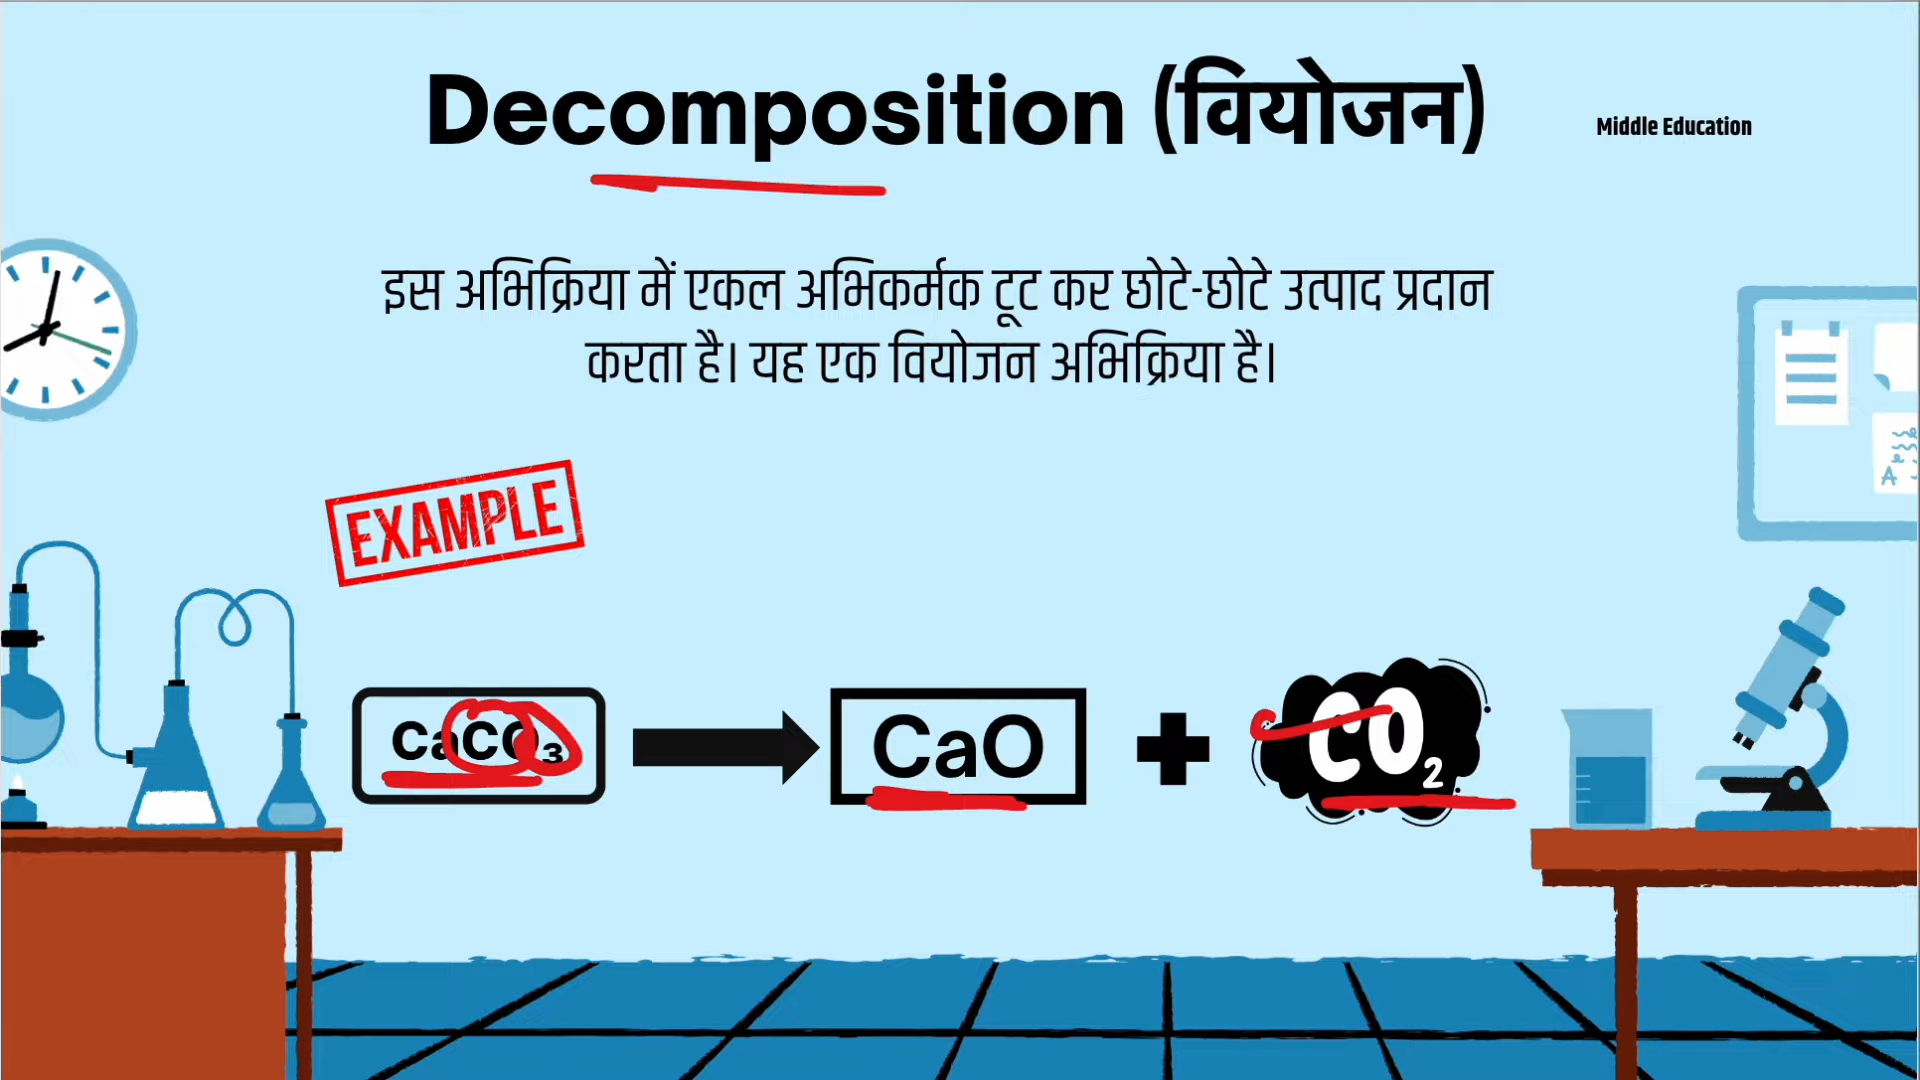 Decomposition (वियोजन)
Middle Education
इस अभिक्रिया में एकल अभिकर्मक टूट कर छोटे-छोटे उत्पाद प्रदान
करता है। यह एक वियोजन अभिक्रिया है।
EXAMPLE
CaCO₃ CaO + CO₂
A